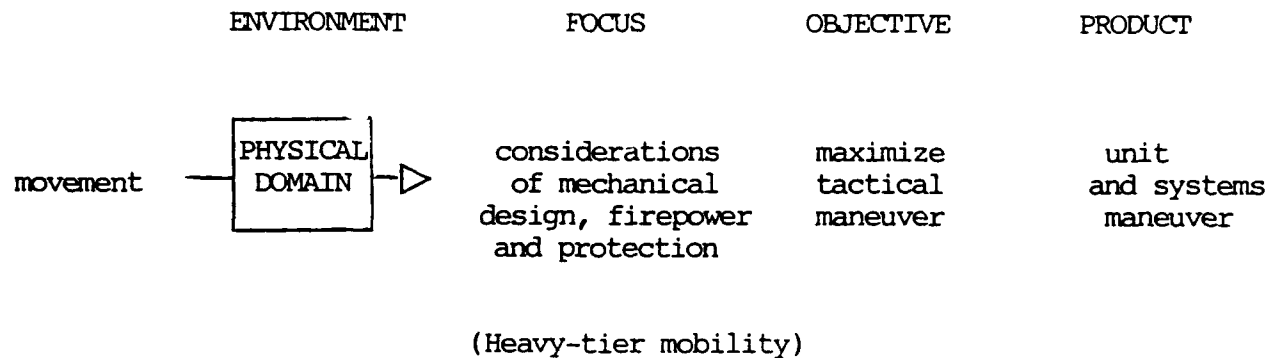 ENVIRONMENT FOCUS OBJECTIVE PRODUCT
movement
PHYSICAL
DOMAIN
considerations
of mechanical
design, firepower
and protection
maximize
tactical
maneuver
unit
and systems
maneuver
(Heavy-tier mobility)